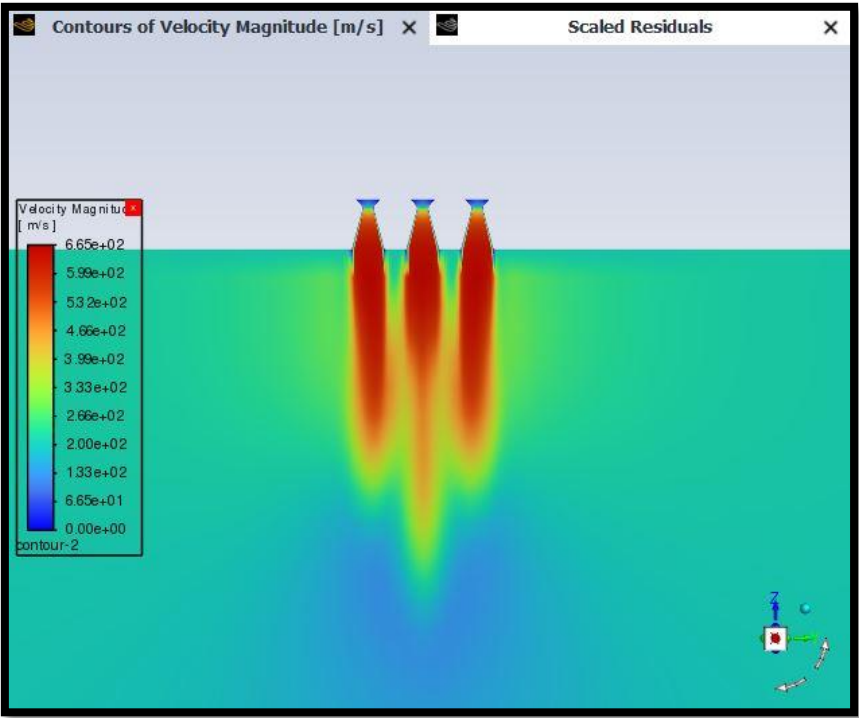 Contours of Velocity Magnitude [m/s] X
Scaled Residuals X
Velocity Magnitud x
[ m/s ]
6.65e+02
5.99e+02
5.32e+02
4.66e+02
3.99e+02
3.33e+02
2.66e+02
2.00e+02
1.33e+02
6.65e+01
0.00e+00
contour-2
Z